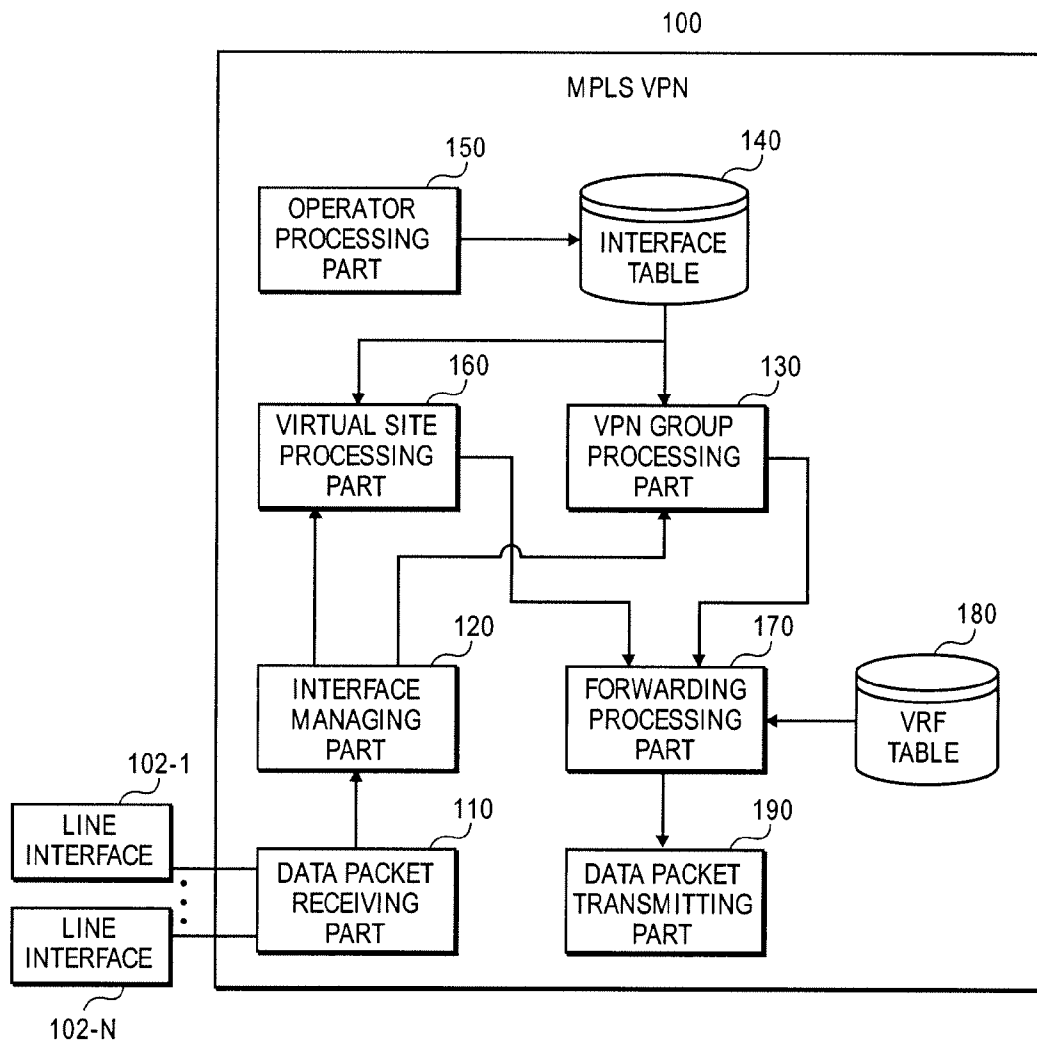 100
MPLS VPN
150
OPERATOR
PROCESSING
PART
140
INTERFACE
TABLE
160
VIRTUAL SITE
PROCESSING
PART
130
VPN GROUP
PROCESSING
PART
120
INTERFACE
MANAGING
PART
170
FORWARDING
PROCESSING
PART
180
VRF
TABLE
102-1
LINE
INTERFACE
110
DATA PACKET
RECEIVING
PART
190
DATA PACKET
TRANSMITTING
PART
LINE
INTERFACE
102-N